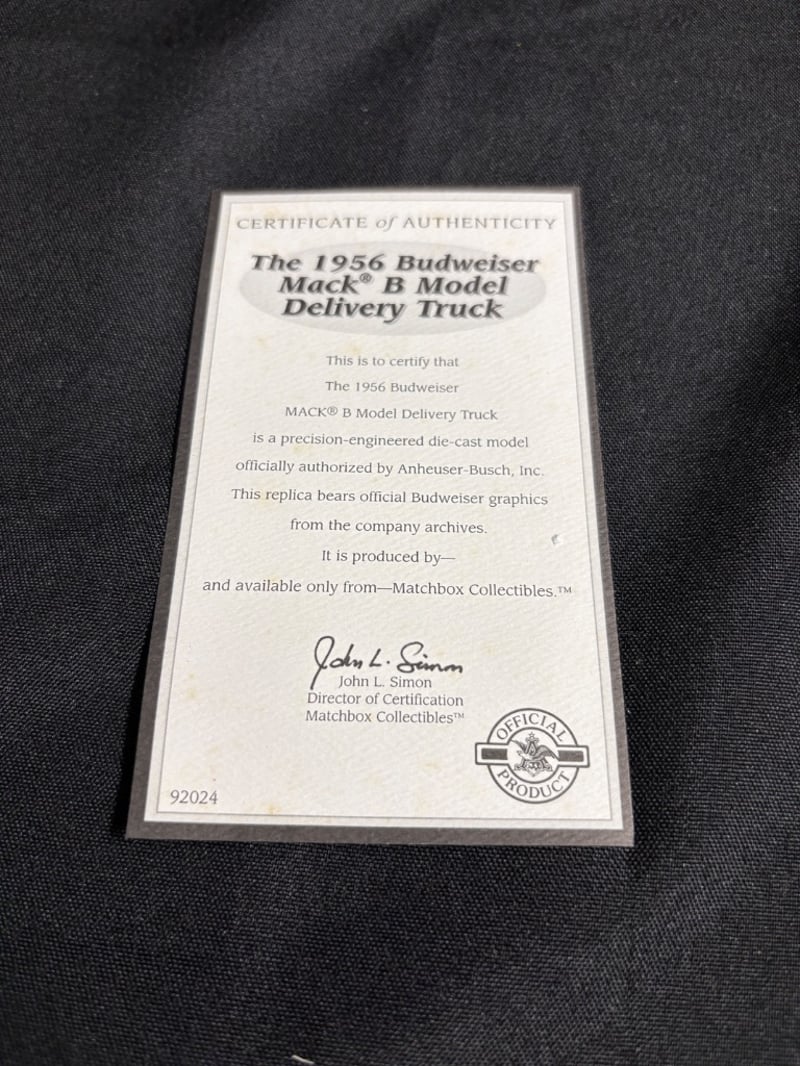 CERTIFICATE of AUTHENTICITY
The 1956 Budweiser
Mack® B Model
Delivery Truck
This is to certify that
The 1956 Budweiser
MACK® B Model Delivery Truck
is a precision-engineered die-cast model
officially authorized by Anheuser-Busch, Inc.
This replica bears official Budweiser graphics
from the company archives.
It is produced by—
and available only from—Matchbox Collectibles.™
John L. Simon
John L. Simon
Director of Certification
Matchbox Collectibles™
OFFICIAL
PRODUCT
92024